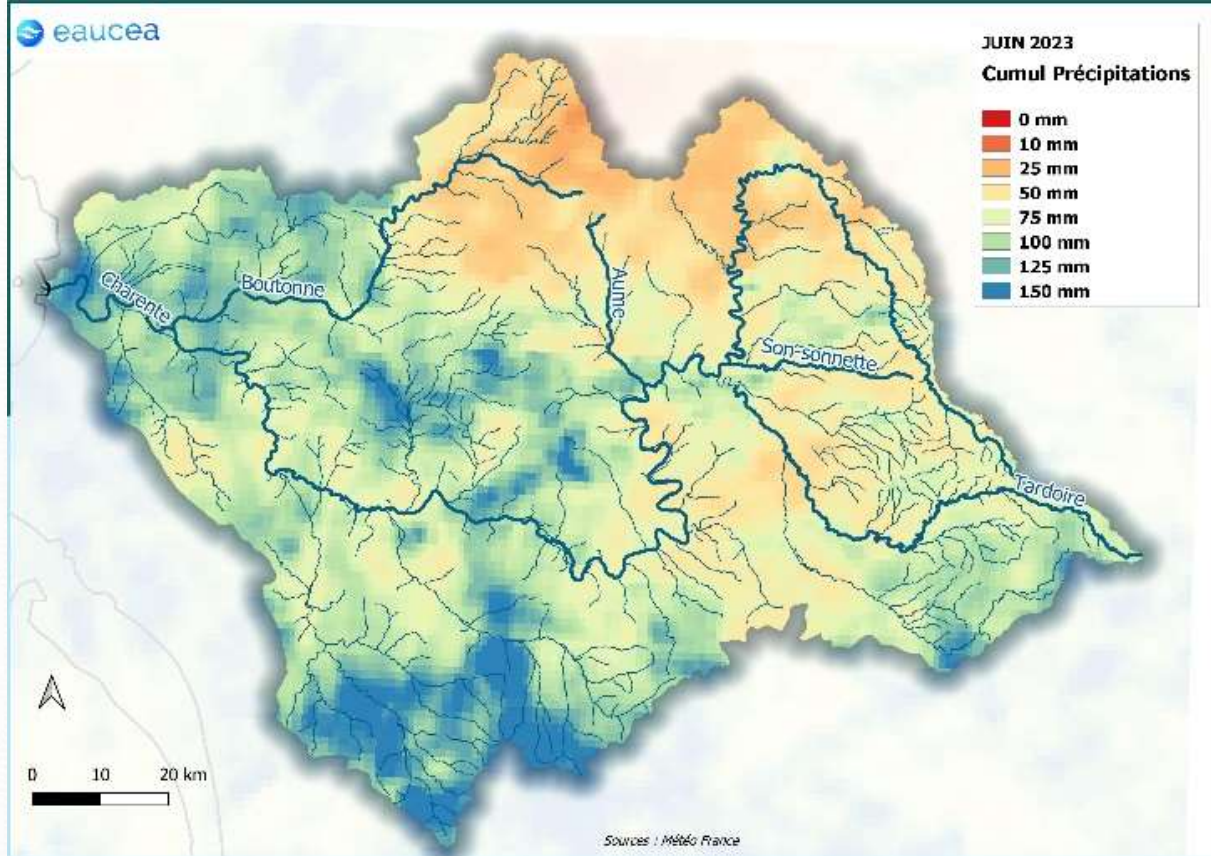 eaucea
JUIN 2023
Cumul Précipitations
0 mm
10 mm
25 mm
50 mm
75 mm
100 mm
125 mm
150 mm
Charente
Boutonne
Aume
Son-sonnette
Tardoire
0 10 20 km
Sources : Météo France